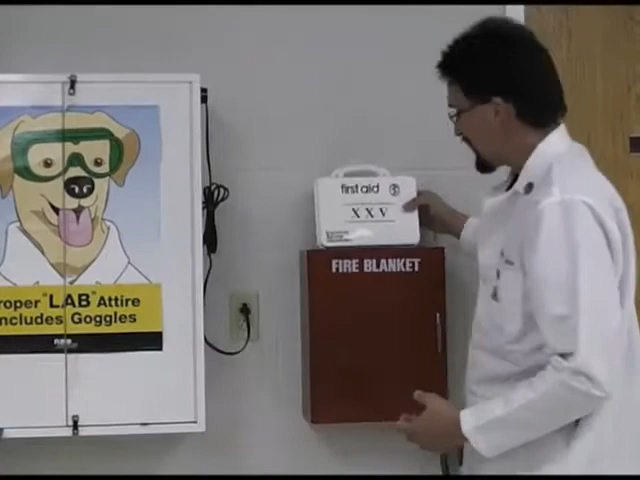 first aid
XXV
FIRE BLANKET
roper "LAB" Attire
ncludes Goggles